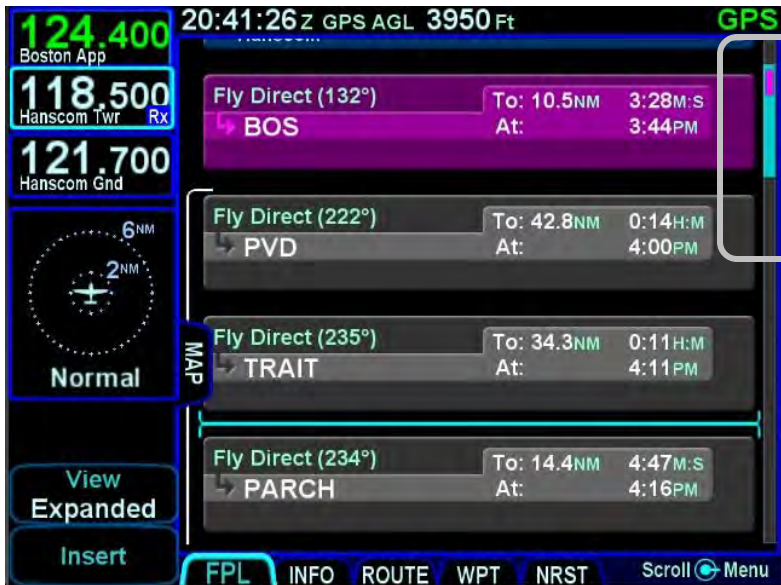 124.400
Boston App
118.500
Hanscom Twr Rx
121.700
Hanscom Gnd
6NM
2NM
Normal
View
Expanded
Insert
20:41:26 Z GPS AGL 3950 Ft GPS
Hanscom
Fly Direct (132°) To: 10.5NM 3:28M:S
BOS At: 3:44PM
Fly Direct (222°) To: 42.8NM 0:14H:M
PVD At: 4:00PM
MAP
Fly Direct (235°) To: 34.3NM 0:11H:M
TRAIT At: 4:11PM
Fly Direct (234°) To: 14.4NM 4:47M:S
PARCH At: 4:16PM
FPL INFO ROUTE WPT NRST Scroll Menu